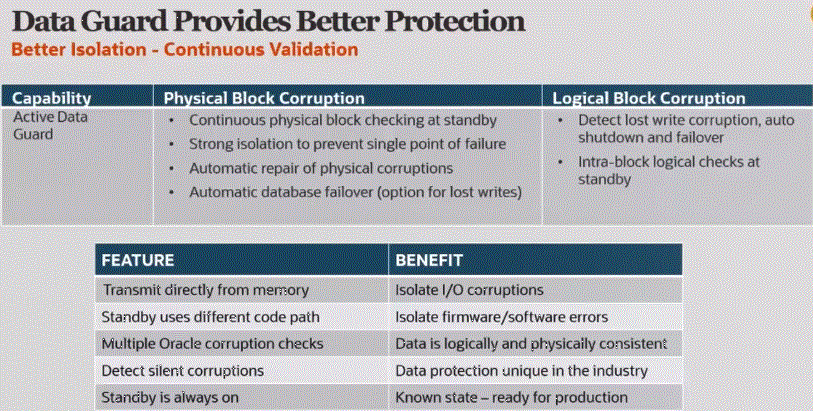 Data Guard Provides Better Protection
Better Isolation - Continuous Validation
Capability Physical Block Corruption Logical Block Corruption
Active Data
Guard
• Continuous physical block checking at standby
• Strong isolation to prevent single point of failure
• Automatic repair of physical corruptions
• Automatic database failover (option for lost writes)
• Detect lost write corruption, auto
shutdown and failover
• Intra-block logical checks at
standby
FEATURE BENEFIT
Transmit directly from memory Isolate I/O corruptions
Standby uses different code path Isolate firmware/software errors
Multiple Oracle corruption checks Data is logically and physically consistent
Detect silent corruptions Data protection unique in the industry
Standby is always on Known state – ready for production